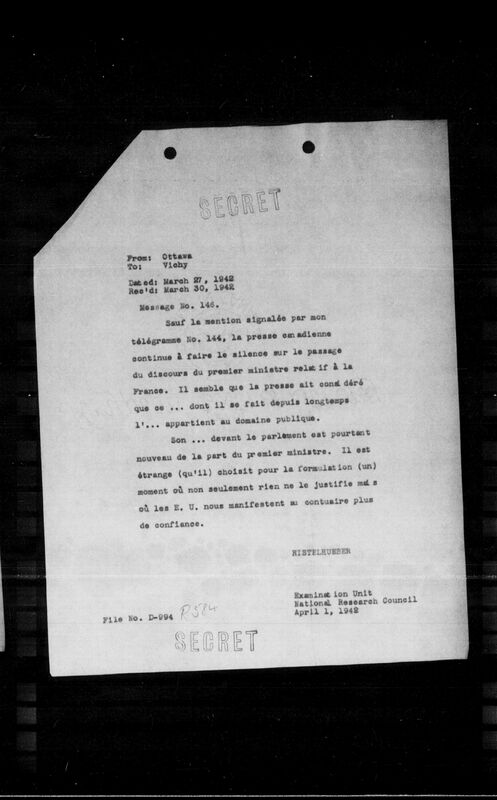 SECRET
From: Ottawa
To: Vichy
Dated: March 27, 1942
Rec'd: March 30, 1942
Message No. 146.
Sauf la mention signalée par mon
télégramme No. 144, la presse canadienne
continue à faire le silence sur le passage
du discours du premier ministre relatif à la
France. Il semble que la presse ait considéré
que ce ... dont il se fait depuis longtemps
l'... appartient au domaine publique.
Son ... devant le parlement est pourtant
nouveau de la part du premier ministre. Il est
étrange (qu'il) choisit pour la formulation (un)
moment où non seulement rien ne le justifie mais
où les E. U. nous manifestent au contuaire plus
de confiance.
RISTELHUEBER
Examination Unit
National Research Council
April 1, 1942
File No. D-994 P584
SECRET